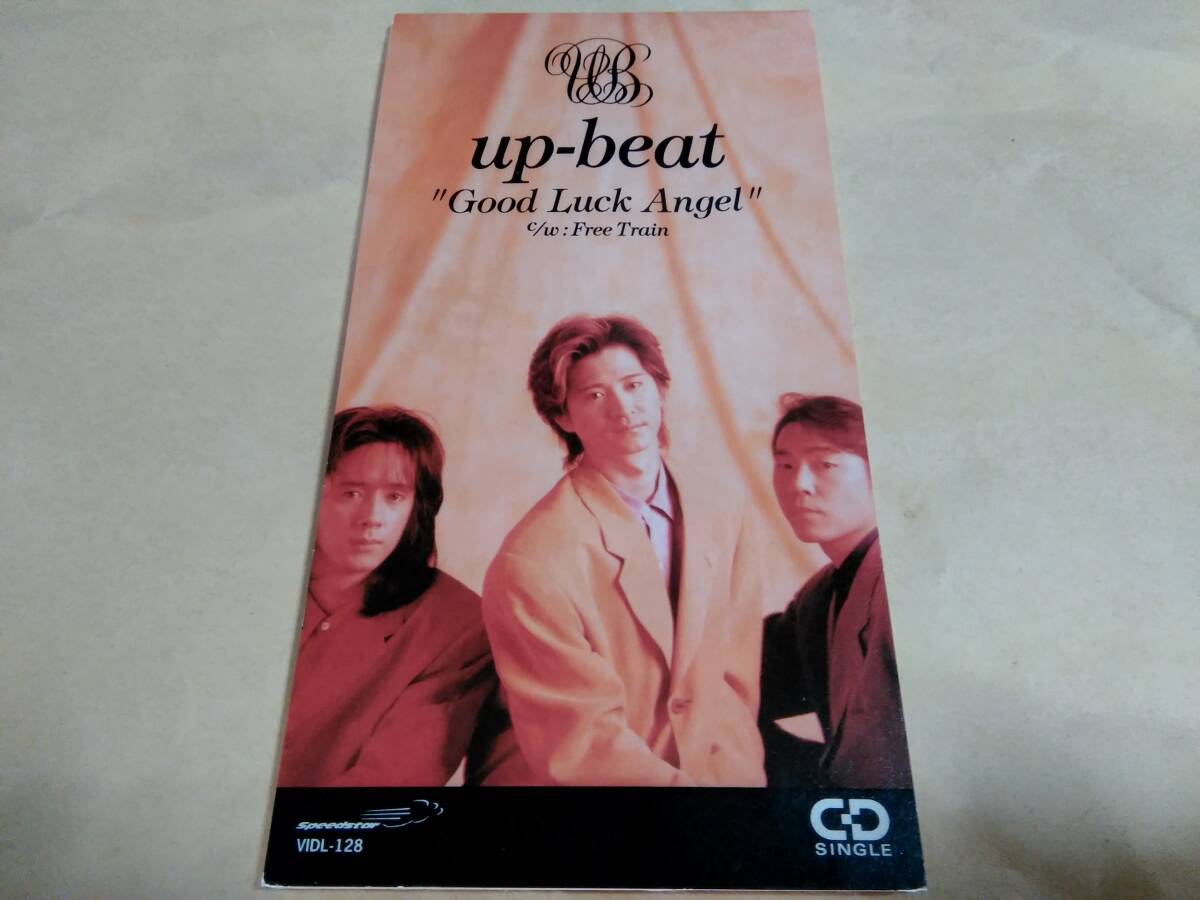 UB
up-beat
"Good Luck Angel"
c/w : Free Train
Speedstar
VIDL-128
CD
SINGLE